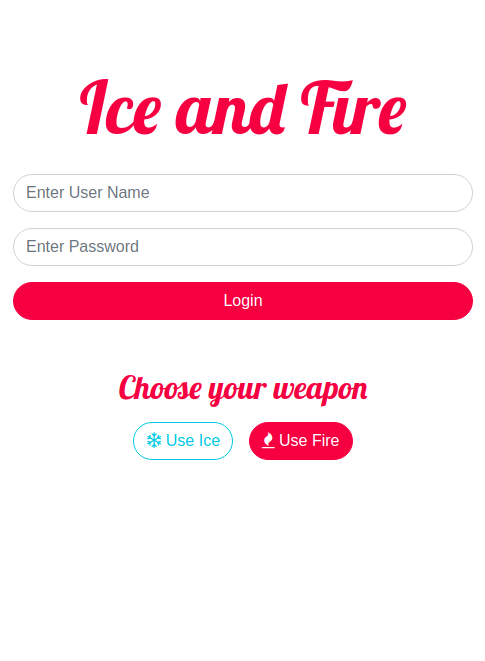 Ice and Fire
Enter User Name
Enter Password
Login
Choose your weapon
Use Ice
Use Fire